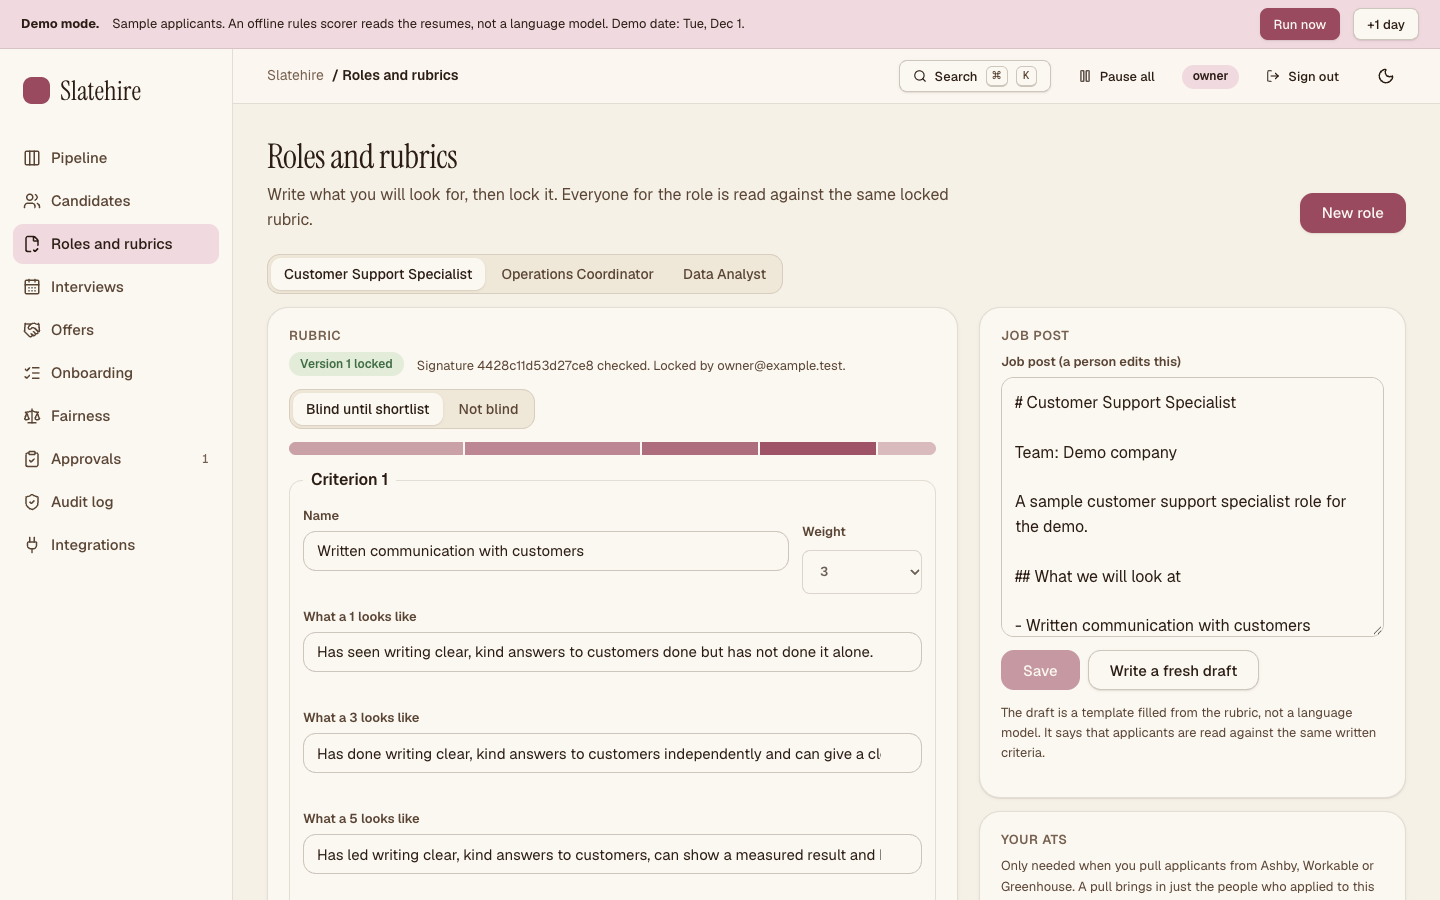 Demo mode. Sample applicants. An offline rules scorer reads the resumes, not a language model. Demo date: Tue, Dec 1.
Run now
+1 day
Slatehire
Pipeline
Candidates
Roles and rubrics
Interviews
Offers
Onboarding
Fairness
Approvals 1
Audit log
Integrations
Slatehire / Roles and rubrics
Search ⌘ K
Pause all
owner
Sign out
Roles and rubrics
Write what you will look for, then lock it. Everyone for the role is read against the same locked
rubric.
New role
Customer Support Specialist
Operations Coordinator
Data Analyst
RUBRIC
Version 1 locked
Signature 4428c11d53d27ce8 checked. Locked by owner@example.test.
Blind until shortlist
Not blind
Criterion 1
Name
Written communication with customers
Weight
3
What a 1 looks like
Has seen writing clear, kind answers to customers done but has not done it alone.
What a 3 looks like
Has done writing clear, kind answers to customers independently and can give a
What a 5 looks like
Has led writing clear, kind answers to customers, can show a measured result and
JOB POST
Job post (a person edits this)
# Customer Support Specialist
Team: Demo company
A sample customer support specialist role for
the demo.
## What we will look at
- Written communication with customers
Save
Write a fresh draft
The draft is a template filled from the rubric, not a language
model. It says that applicants are read against the same written
criteria.
YOUR ATS
Only needed when you pull applicants from Ashby, Workable or
Greenhouse. A pull brings in just the people who applied to this